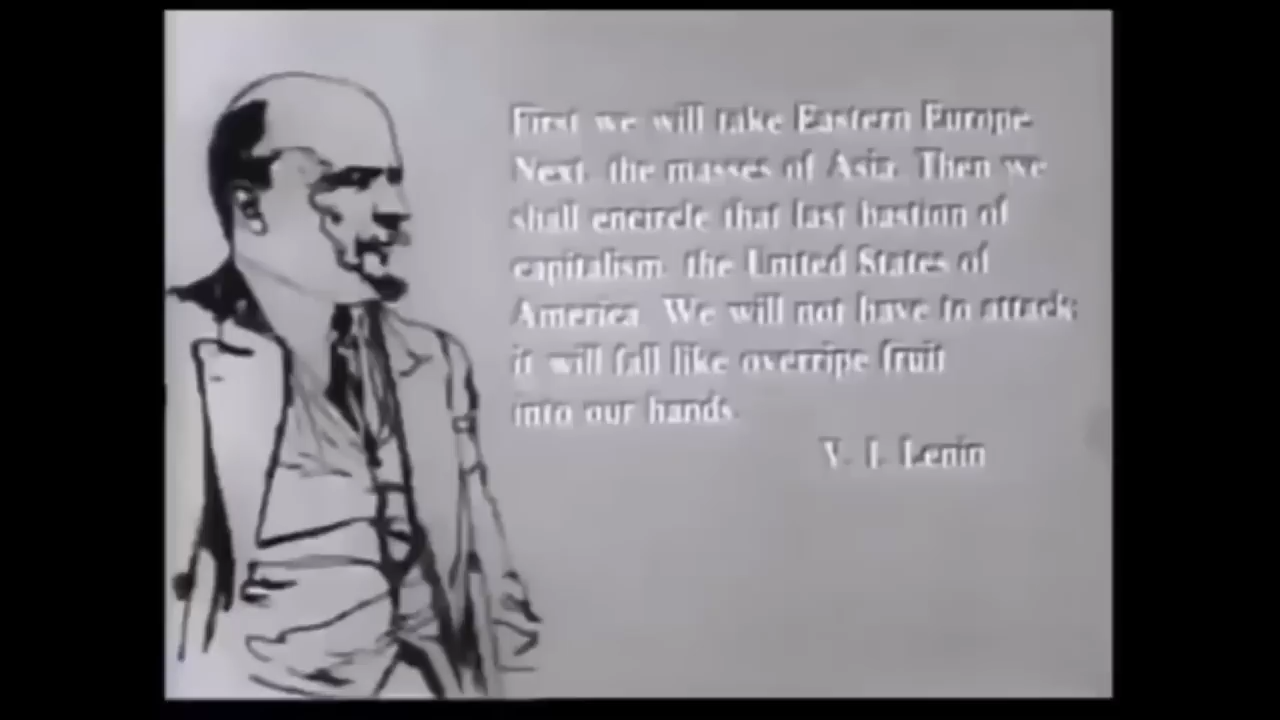 First we will take Eastern Europe.
Next, the masses of Asia. Then we
shall encircle that last bastion of
capitalism, the United States of
America. We will not have to attack;
it will fall like overripe fruit
into our hands.
V. I. Lenin